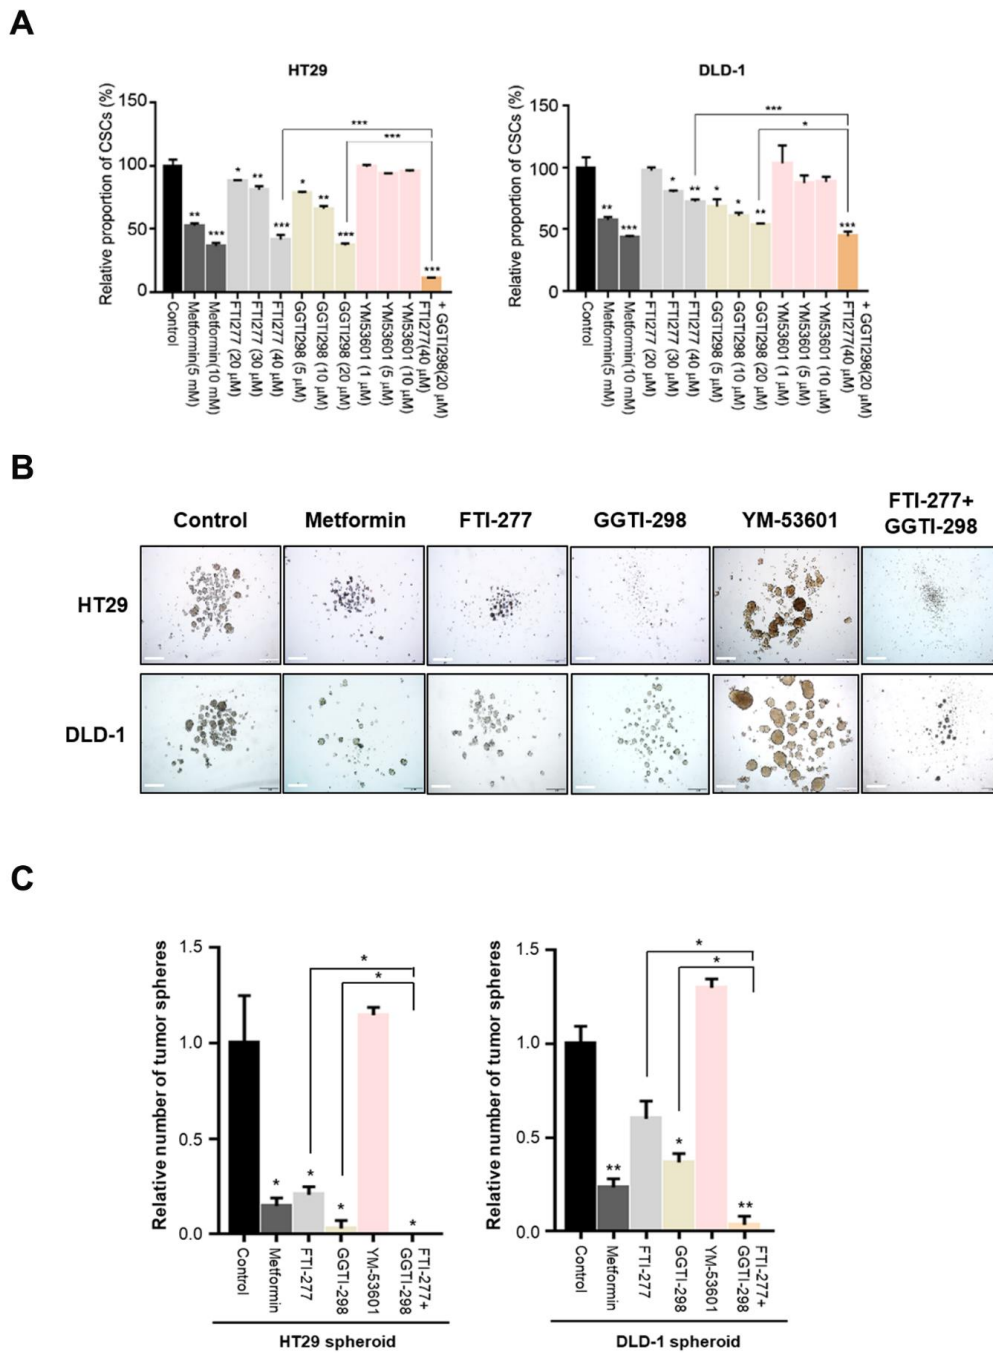 A
HT29
Relative proportion of CSCs (%)
150
100
50
0
***
***
**
***
*
**
***
*
**
***
***
Control
Metformin(5 mM)
Metformin(10 mM)
FTI277 (20 μM)
FTI277 (30 μM)
FTI277 (40 μM)
GGTI298 (5 μM)
GGTI298 (10 μM)
GGTI298 (20 μM)
YM53601 (1 μM)
YM53601 (5 μM)
YM53601 (10 μM)
FTI277(40 μM)
+ GGTI298(20 μM)
DLD-1
Relative proportion of CSCs (%)
150
100
50
0
***
*
**
***
*
**
*
*
**
***
Control
Metformin(5 mM)
Metformin(10 mM)
FTI277 (20 μM)
FTI277 (30 μM)
FTI277 (40 μM)
GGTI298 (5 μM)
GGTI298 (10 μM)
GGTI298 (20 μM)
YM53601 (1 μM)
YM53601 (5 μM)
YM53601 (10 μM)
FTI277(40 μM)
+ GGTI298(20 μM)
B
Control
Metformin
FTI-277
GGTI-298
YM-53601
FTI-277+
GGTI-298
HT29
DLD-1
C
Relative number of tumor spheres
1.5
1.0
0.5
0.0
*
*
*
*
*
*
Control
Metformin
FTI-277
GGTI-298
YM-53601
FTI-277+
GGTI-298
HT29 spheroid
Relative number of tumor spheres
1.5
1.0
0.5
0.0
*
*
**
*
**
Control
Metformin
FTI-277
GGTI-298
YM-53601
FTI-277+
GGTI-298
DLD-1 spheroid